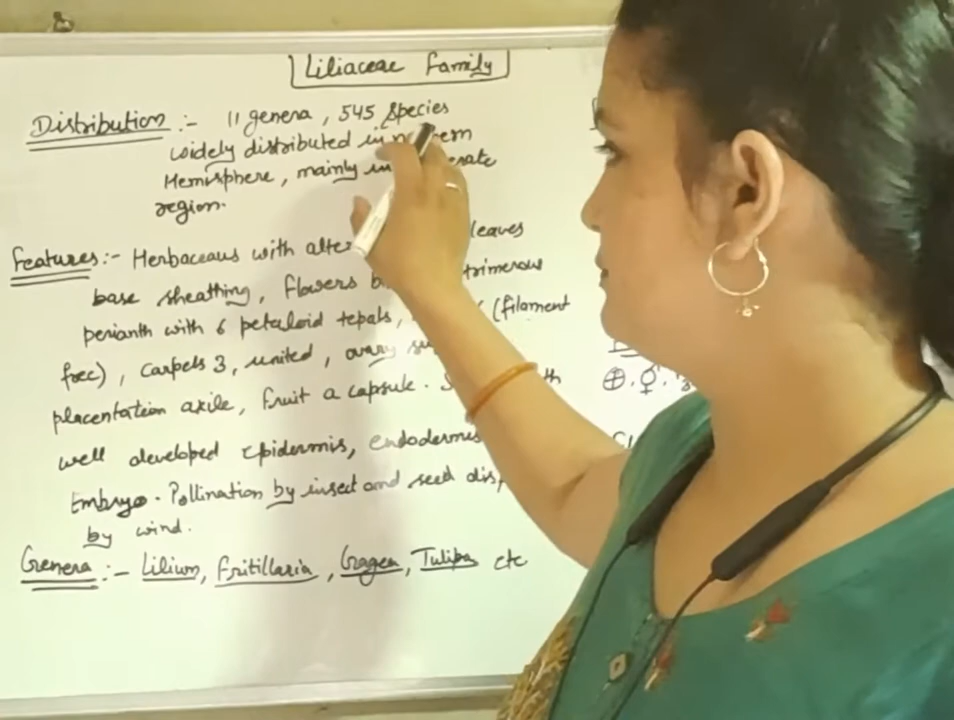 Liliaceae Family
Distribution :- 11 genera, 545 species
widely distributed in
Hemisphere, mainly in
region.
Features :- Herbaceous with leaves
base sheathing, flowers trimerous
perianth with 6 petaloid tepals, (filament
free), carpels 3, united, ovary
placentation axile, fruit a capsule.
well developed Epidermis,
Embryo. Pollination by insect and seed
by wind.
Genera :- Lilium, Fritillaria, Gagea, Tulipa etc
⊕, ⚥,